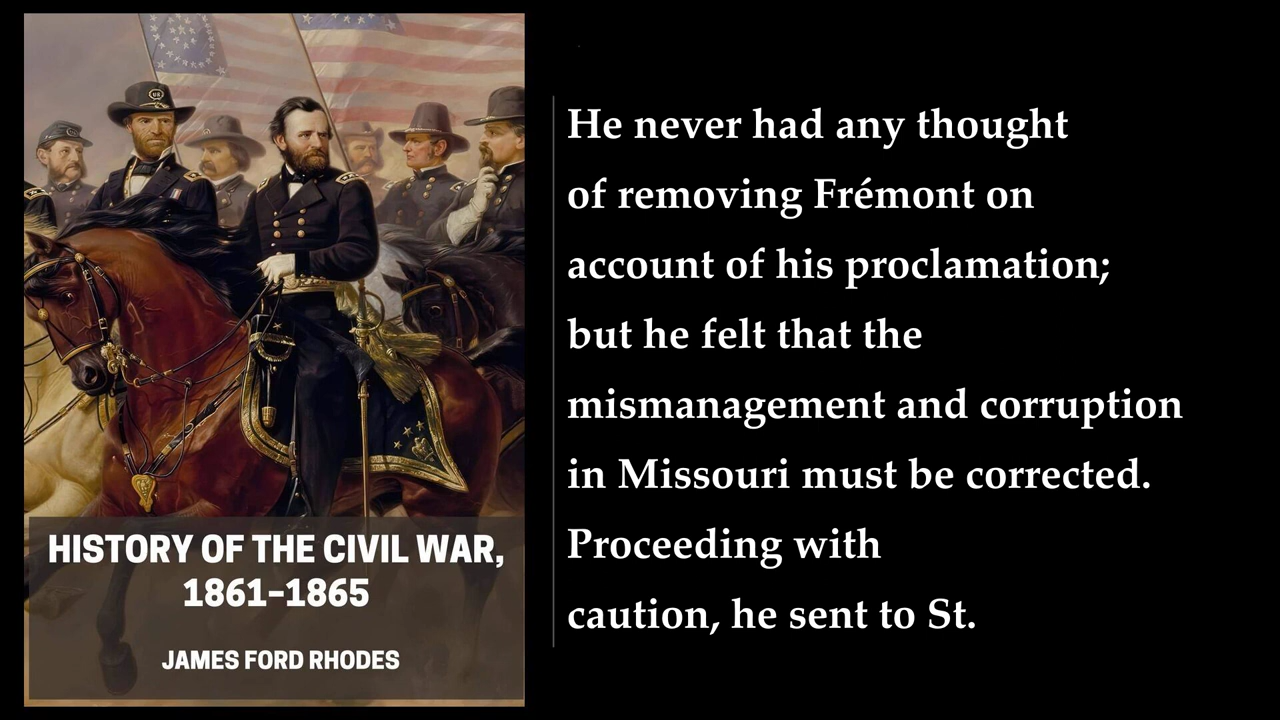 HISTORY OF THE CIVIL WAR,
1861–1865
JAMES FORD RHODES
He never had any thought
of removing Frémont on
account of his proclamation;
but he felt that the
mismanagement and corruption
in Missouri must be corrected.
Proceeding with
caution, he sent to St.